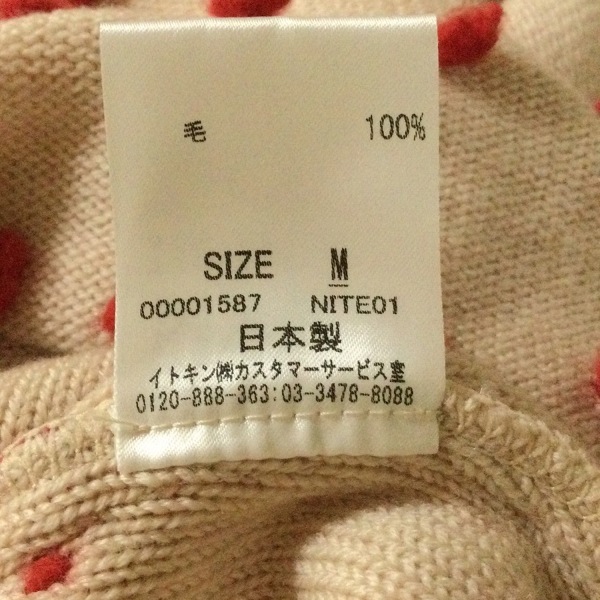 毛 100%
SIZE M
00001587 NITE01
日本製
イトキン㈱カスタマーサービス室
0120-888-363:03-3478-8088